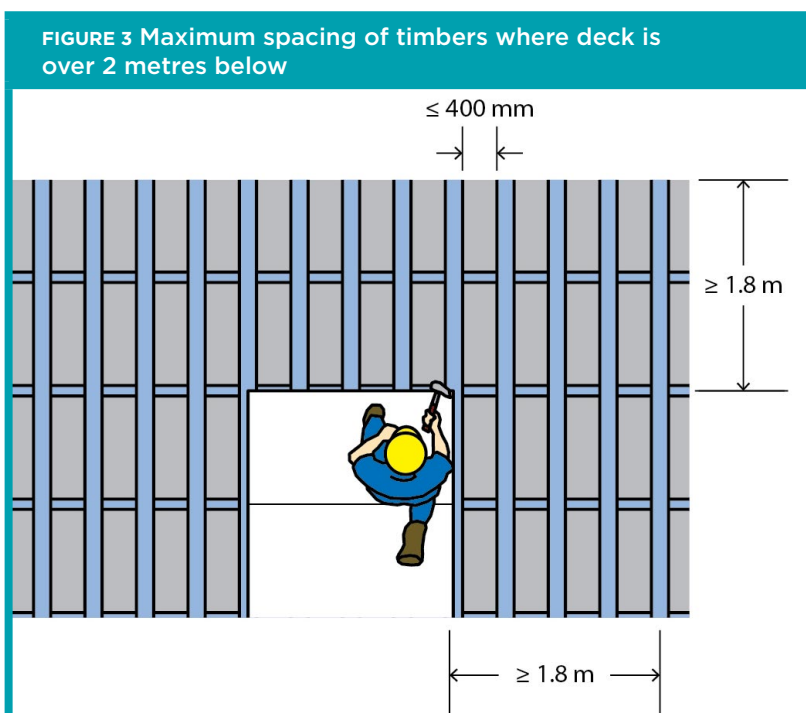 FIGURE 3 Maximum spacing of timbers where deck is
over 2 metres below
≤ 400 mm
≥ 1.8 m
≥ 1.8 m